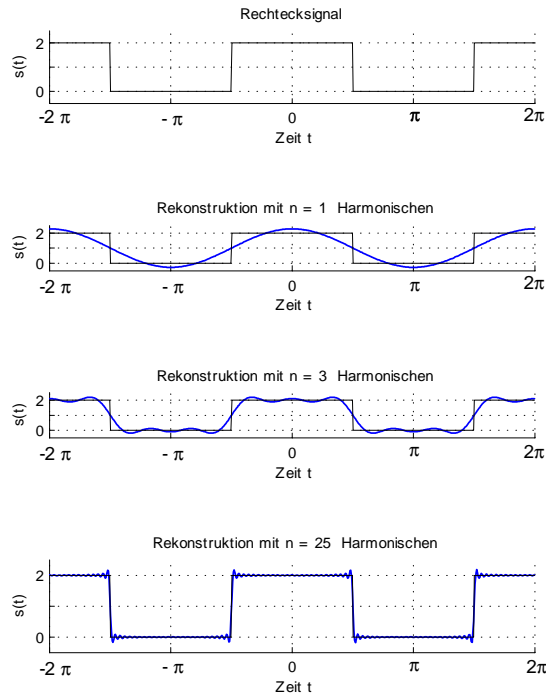 Rechtecksignal
2
0
s(t)
-2 π
- π
0
π
2π
Zeit t
Rekonstruktion mit n = 1 Harmonischen
2
0
s(t)
-2 π
- π
0
π
2π
Zeit t
Rekonstruktion mit n = 3 Harmonischen
2
0
s(t)
-2 π
- π
0
π
2π
Zeit t
Rekonstruktion mit n = 25 Harmonischen
2
0
s(t)
-2 π
- π
0
π
2π
Zeit t